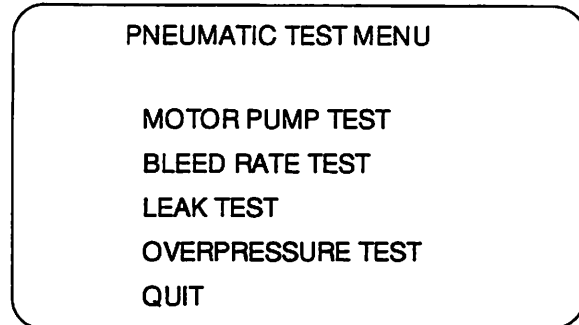 PNEUMATIC TEST MENU
MOTOR PUMP TEST
BLEED RATE TEST
LEAK TEST
OVERPRESSURE TEST
QUIT